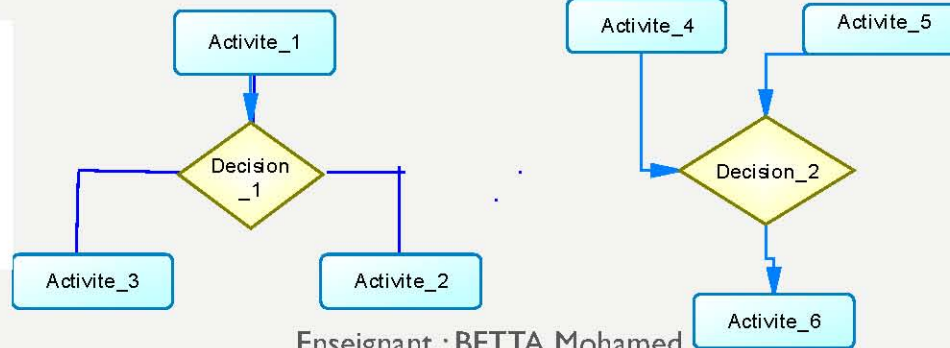 Activite_1
Decision
_1
Activite_3
Activite_2
Activite_4
Activite_5
Decision_2
Activite_6
Enseignant : BETTA Mohamed